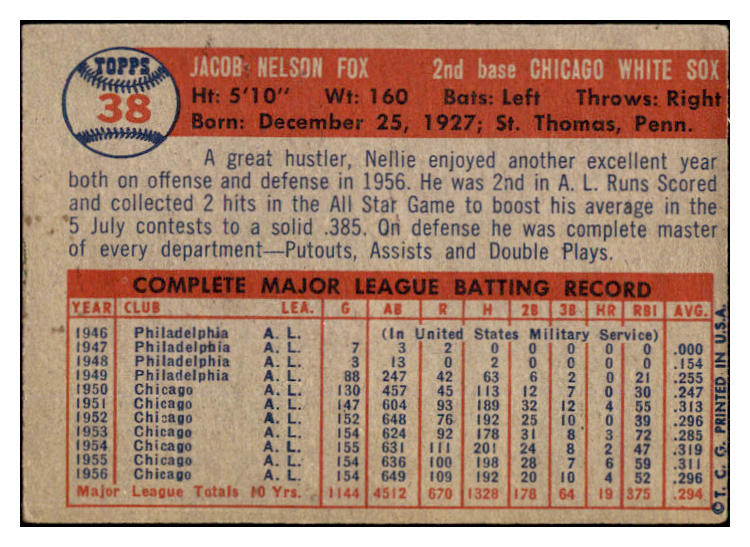 TOPPS
38
JACOB NELSON FOX 2nd base CHICAGO WHITE SOX
Ht: 5'10" Wt: 160 Bats: Left Throws: Right
Born: December 25, 1927; St. Thomas, Penn.
A great hustler, Nellie enjoyed another excellent year
both on offense and defense in 1956. He was 2nd in A. L. Runs Scored
and collected 2 hits in the All Star Game to boost his average in the
5 July contests to a solid .385. On defense he was complete master
of every department—Putouts, Assists and Double Plays.
COMPLETE MAJOR LEAGUE BATTING RECORD
YEAR CLUB LEA. G AB R H 2B 3B HR RBI AVG.
1946 Philadelphia A. L. (In United States Military Service)
1947 Philadelphia A. L. 7 3 2 0 0 0 0 0 .000
1948 Philadelphia A. L. 3 13 0 2 0 0 0 0 .154
1949 Philadelphia A. L. 88 247 42 63 6 2 0 21 .255
1950 Chicago A. L. 130 457 45 113 12 7 0 30 .247
1951 Chicago A. L. 147 604 93 189 32 12 4 55 .313
1952 Chicago A. L. 152 648 76 192 25 10 0 39 .296
1953 Chicago A. L. 154 624 92 178 31 8 3 72 .285
1954 Chicago A. L. 155 631 111 201 24 8 2 47 .319
1955 Chicago A. L. 154 636 100 198 28 7 6 59 .311
1956 Chicago A. L. 154 649 109 192 20 10 4 52 .296
Major League Totals 10 Yrs. 1144 4512 670 1328 178 64 19 375 .294
© T. C. G. PRINTED IN U.S.A.